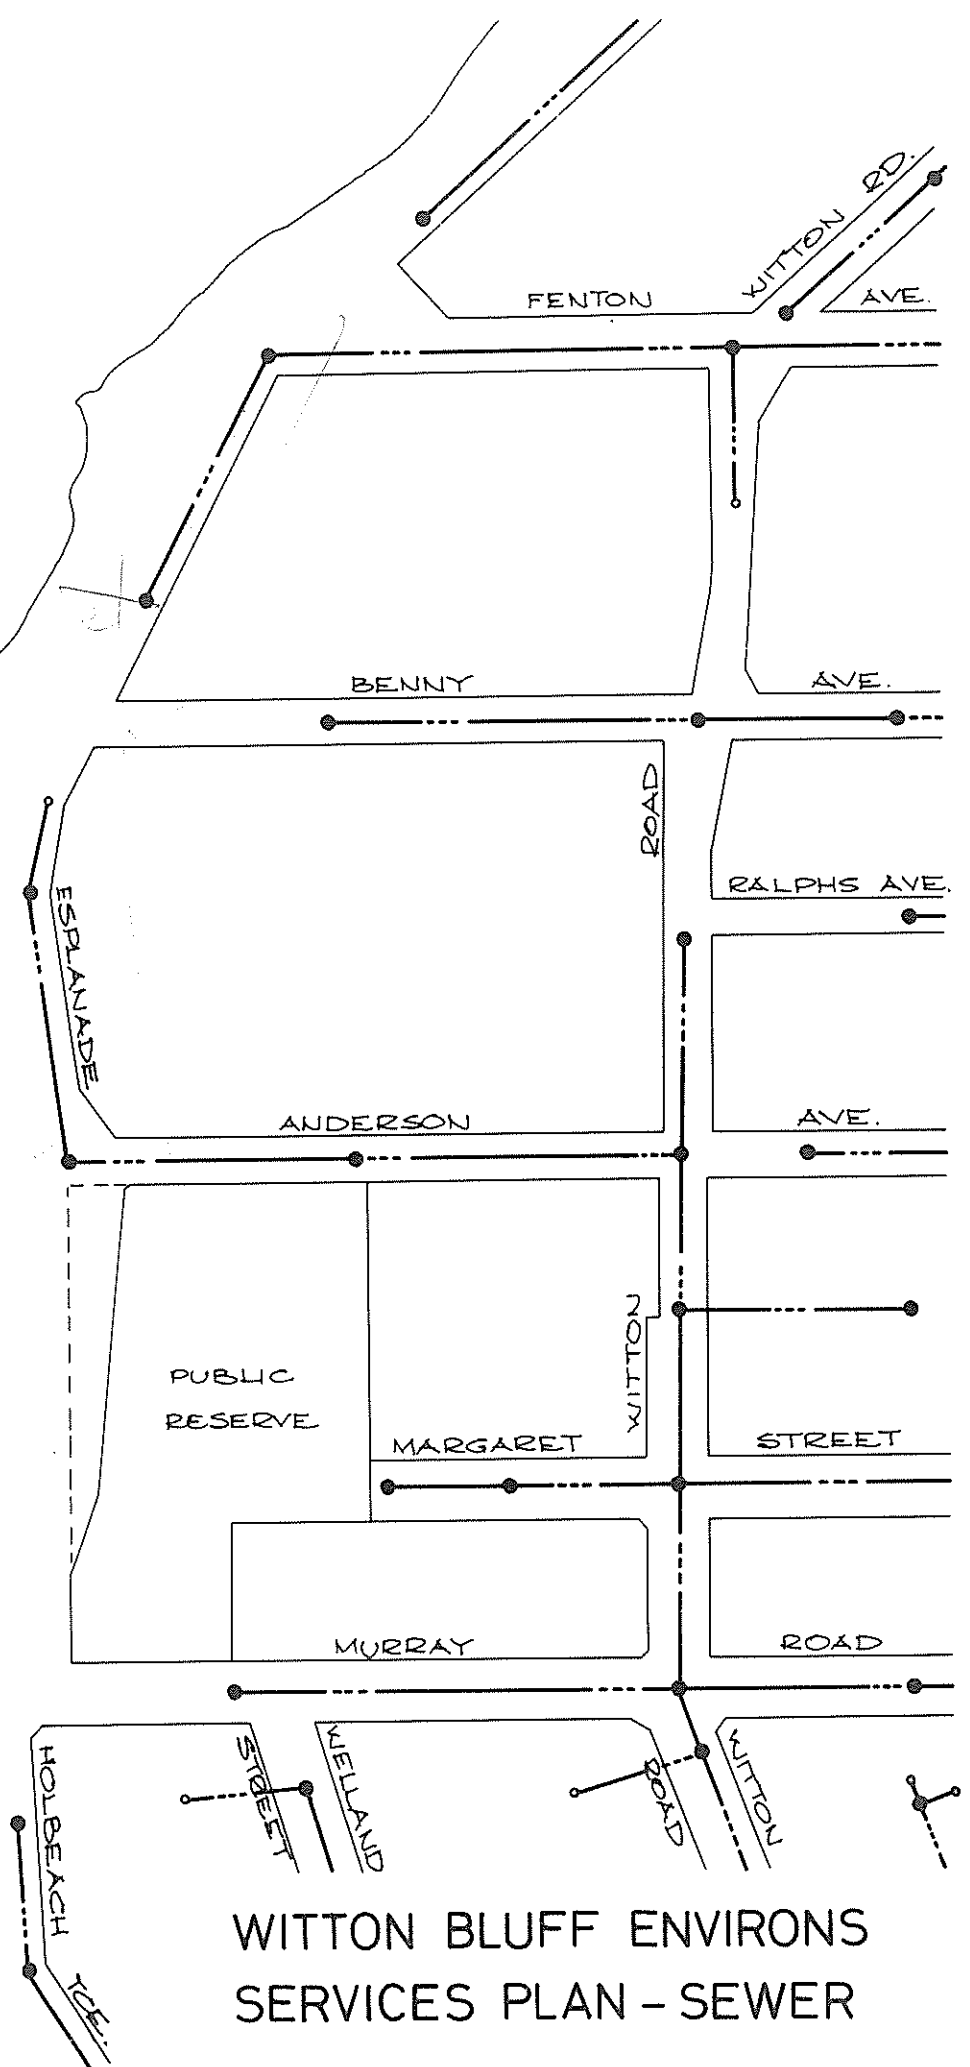 WITTON RD.
FENTON AVE.
BENNY AVE.
ROAD
RALPHS AVE.
ESPLANADE
ANDERSON AVE.
PUBLIC
RESERVE
WITTON
MARGARET STREET
MURRAY ROAD
HOLBEACH TCE.
STREET
WELLAND
ROAD
WITTON
WITTON BLUFF ENVIRONS
SERVICES PLAN - SEWER